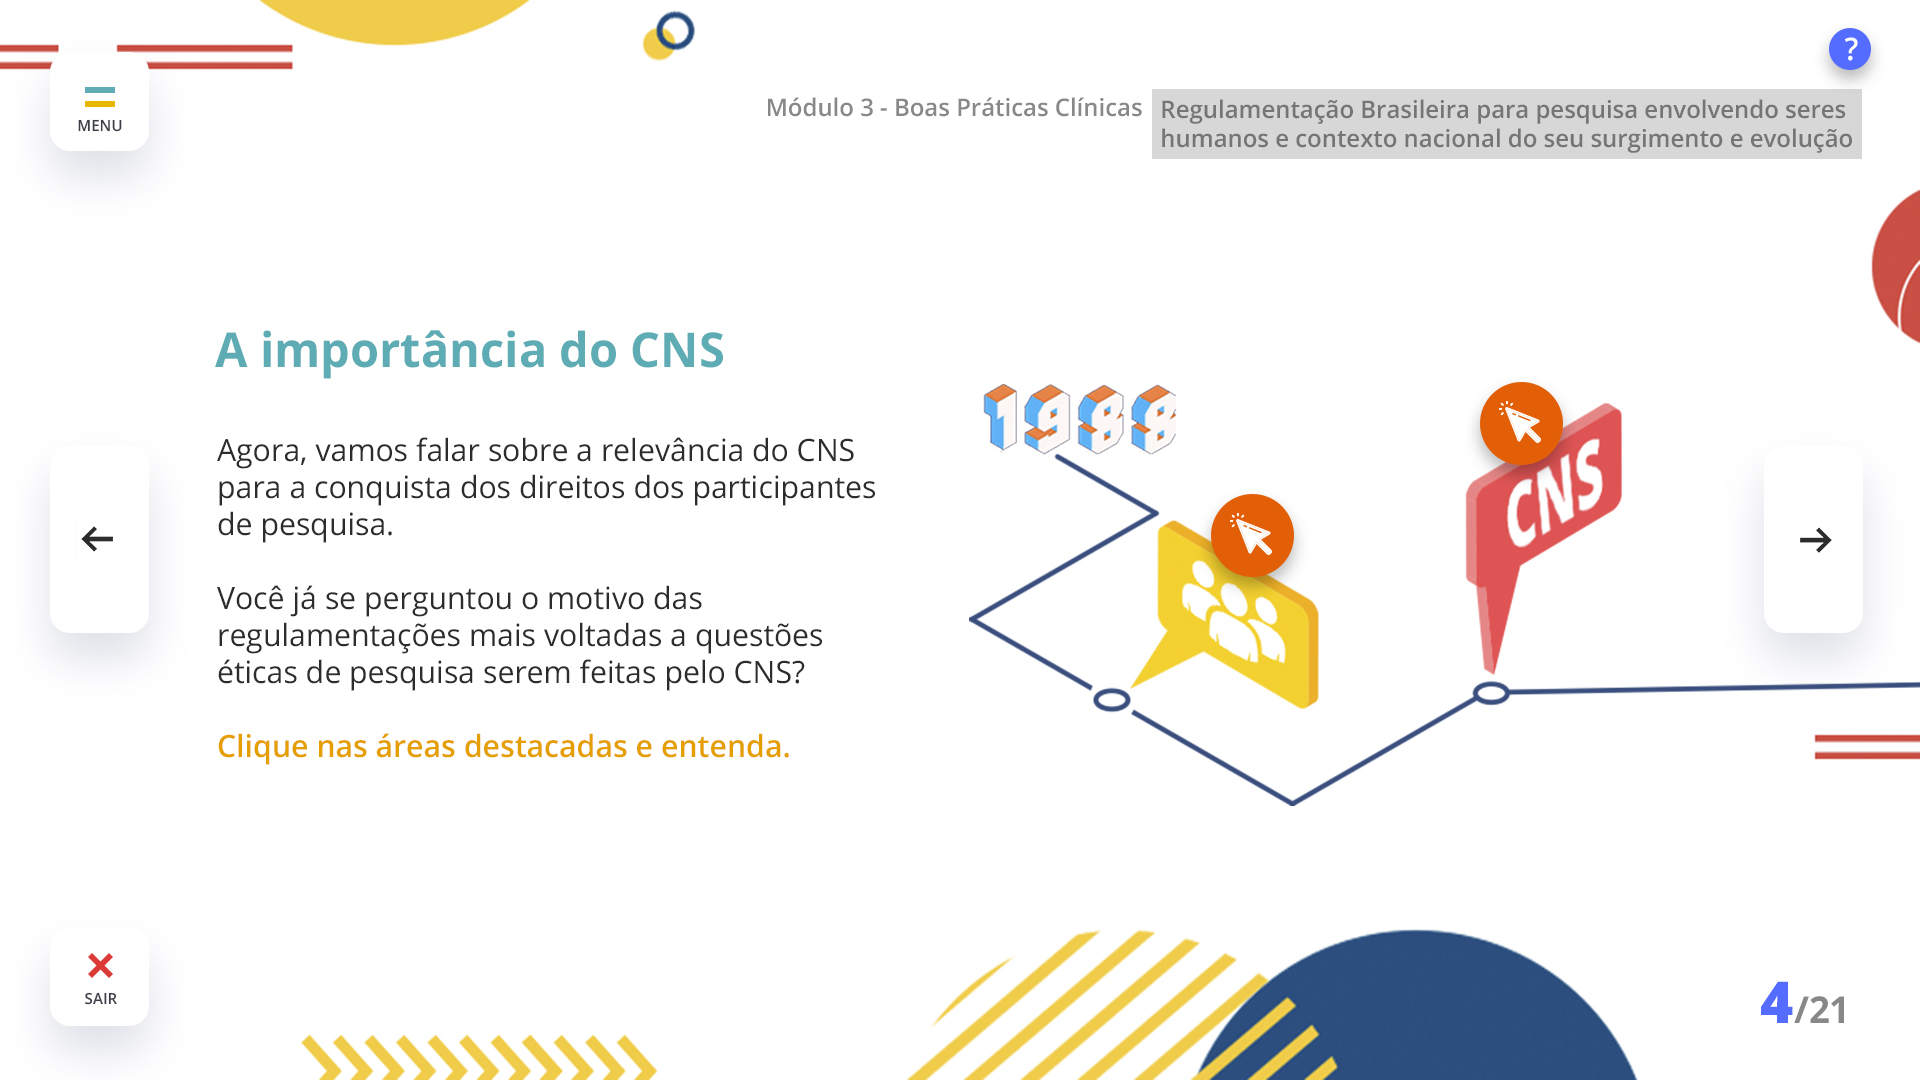 ?
MENU
Módulo 3 - Boas Práticas Clínicas
Regulamentação Brasileira para pesquisa envolvendo seres
humanos e contexto nacional do seu surgimento e evolução
A importância do CNS
Agora, vamos falar sobre a relevância do CNS
para a conquista dos direitos dos participantes
de pesquisa.
Você já se perguntou o motivo das
regulamentações mais voltadas a questões
éticas de pesquisa serem feitas pelo CNS?
Clique nas áreas destacadas e entenda.
1988
CNS
SAIR
4/21